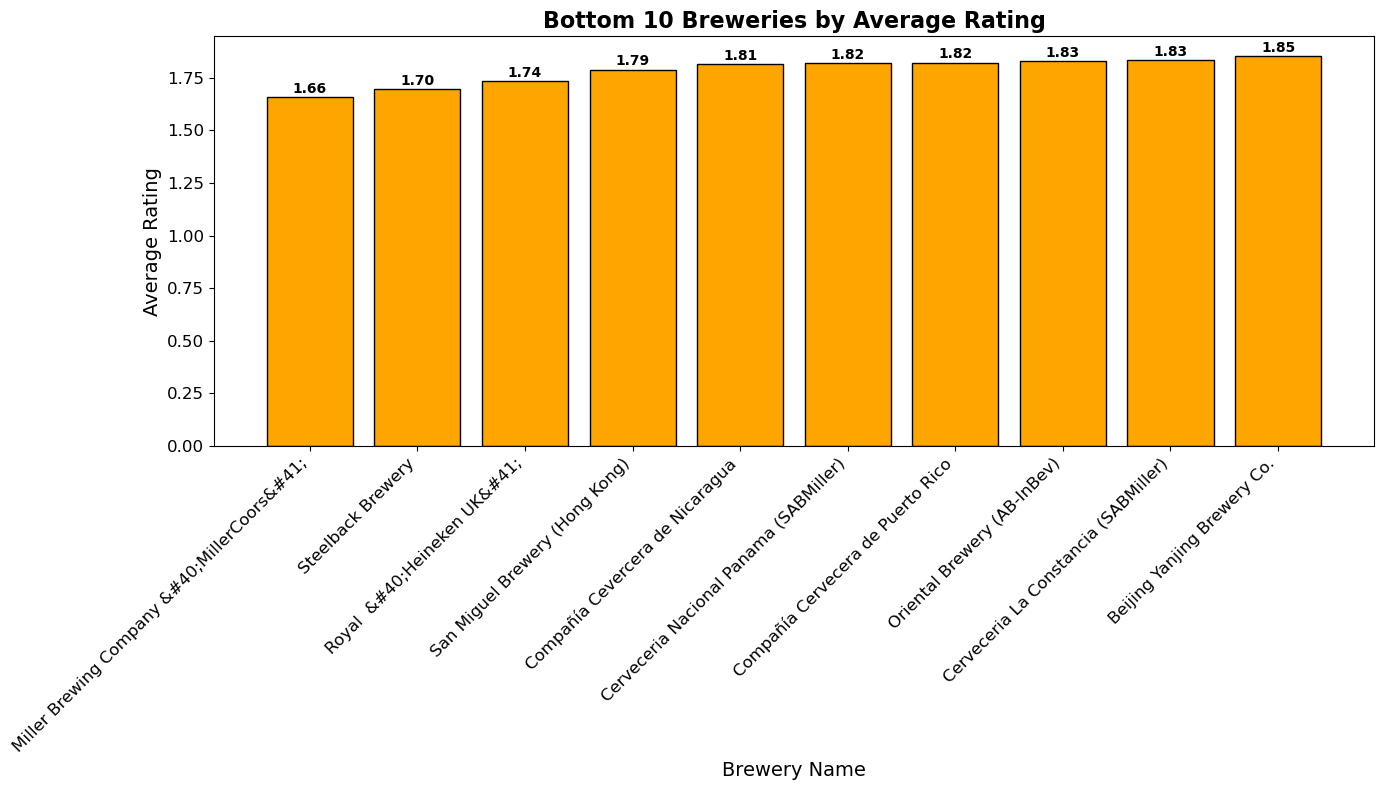 Bottom 10 Breweries by Average Rating
Average Rating
1.75
1.50
1.25
1.00
0.75
0.50
0.25
0.00
1.66
1.70
1.74
1.79
1.81
1.82
1.82
1.83
1.83
1.85
Miller Brewing Company &#40;MillerCoors&#41;
Steelback Brewery
Royal  &#40;Heineken UK&#41;
San Miguel Brewery (Hong Kong)
Compañía Cevercera de Nicaragua
Cerveceria Nacional Panama (SABMiller)
Compañía Cervecera de Puerto Rico
Oriental Brewery (AB-InBev)
Cerveceria La Constancia (SABMiller)
Beijing Yanjing Brewery Co.
Brewery Name